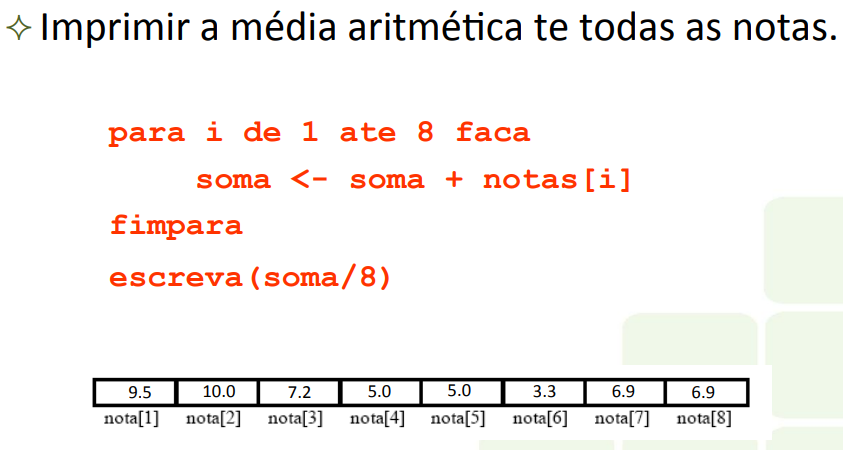 ✧ Imprimir a média aritmética te todas as notas.
para i de 1 ate 8 faca
soma <- soma + notas[i]
fimpara
escreva(soma/8)
9.5 10.0 7.2 5.0 5.0 3.3 6.9 6.9
nota[1] nota[2] nota[3] nota[4] nota[5] nota[6] nota[7] nota[8]